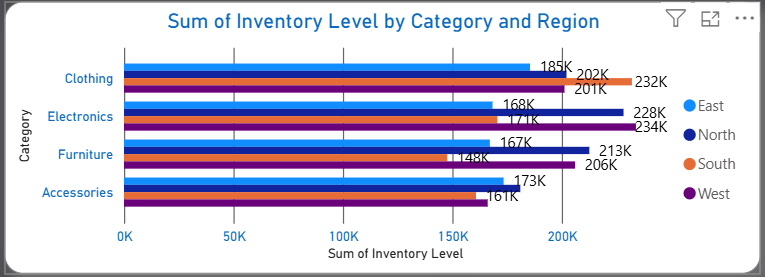 Sum of Inventory Level by Category and Region
Category
Clothing
185K
202K
232K
201K
Electronics
168K
228K
171K
234K
Furniture
167K
213K
148K
206K
Accessories
173K
161K
0K 50K 100K 150K 200K
Sum of Inventory Level
East
North
South
West